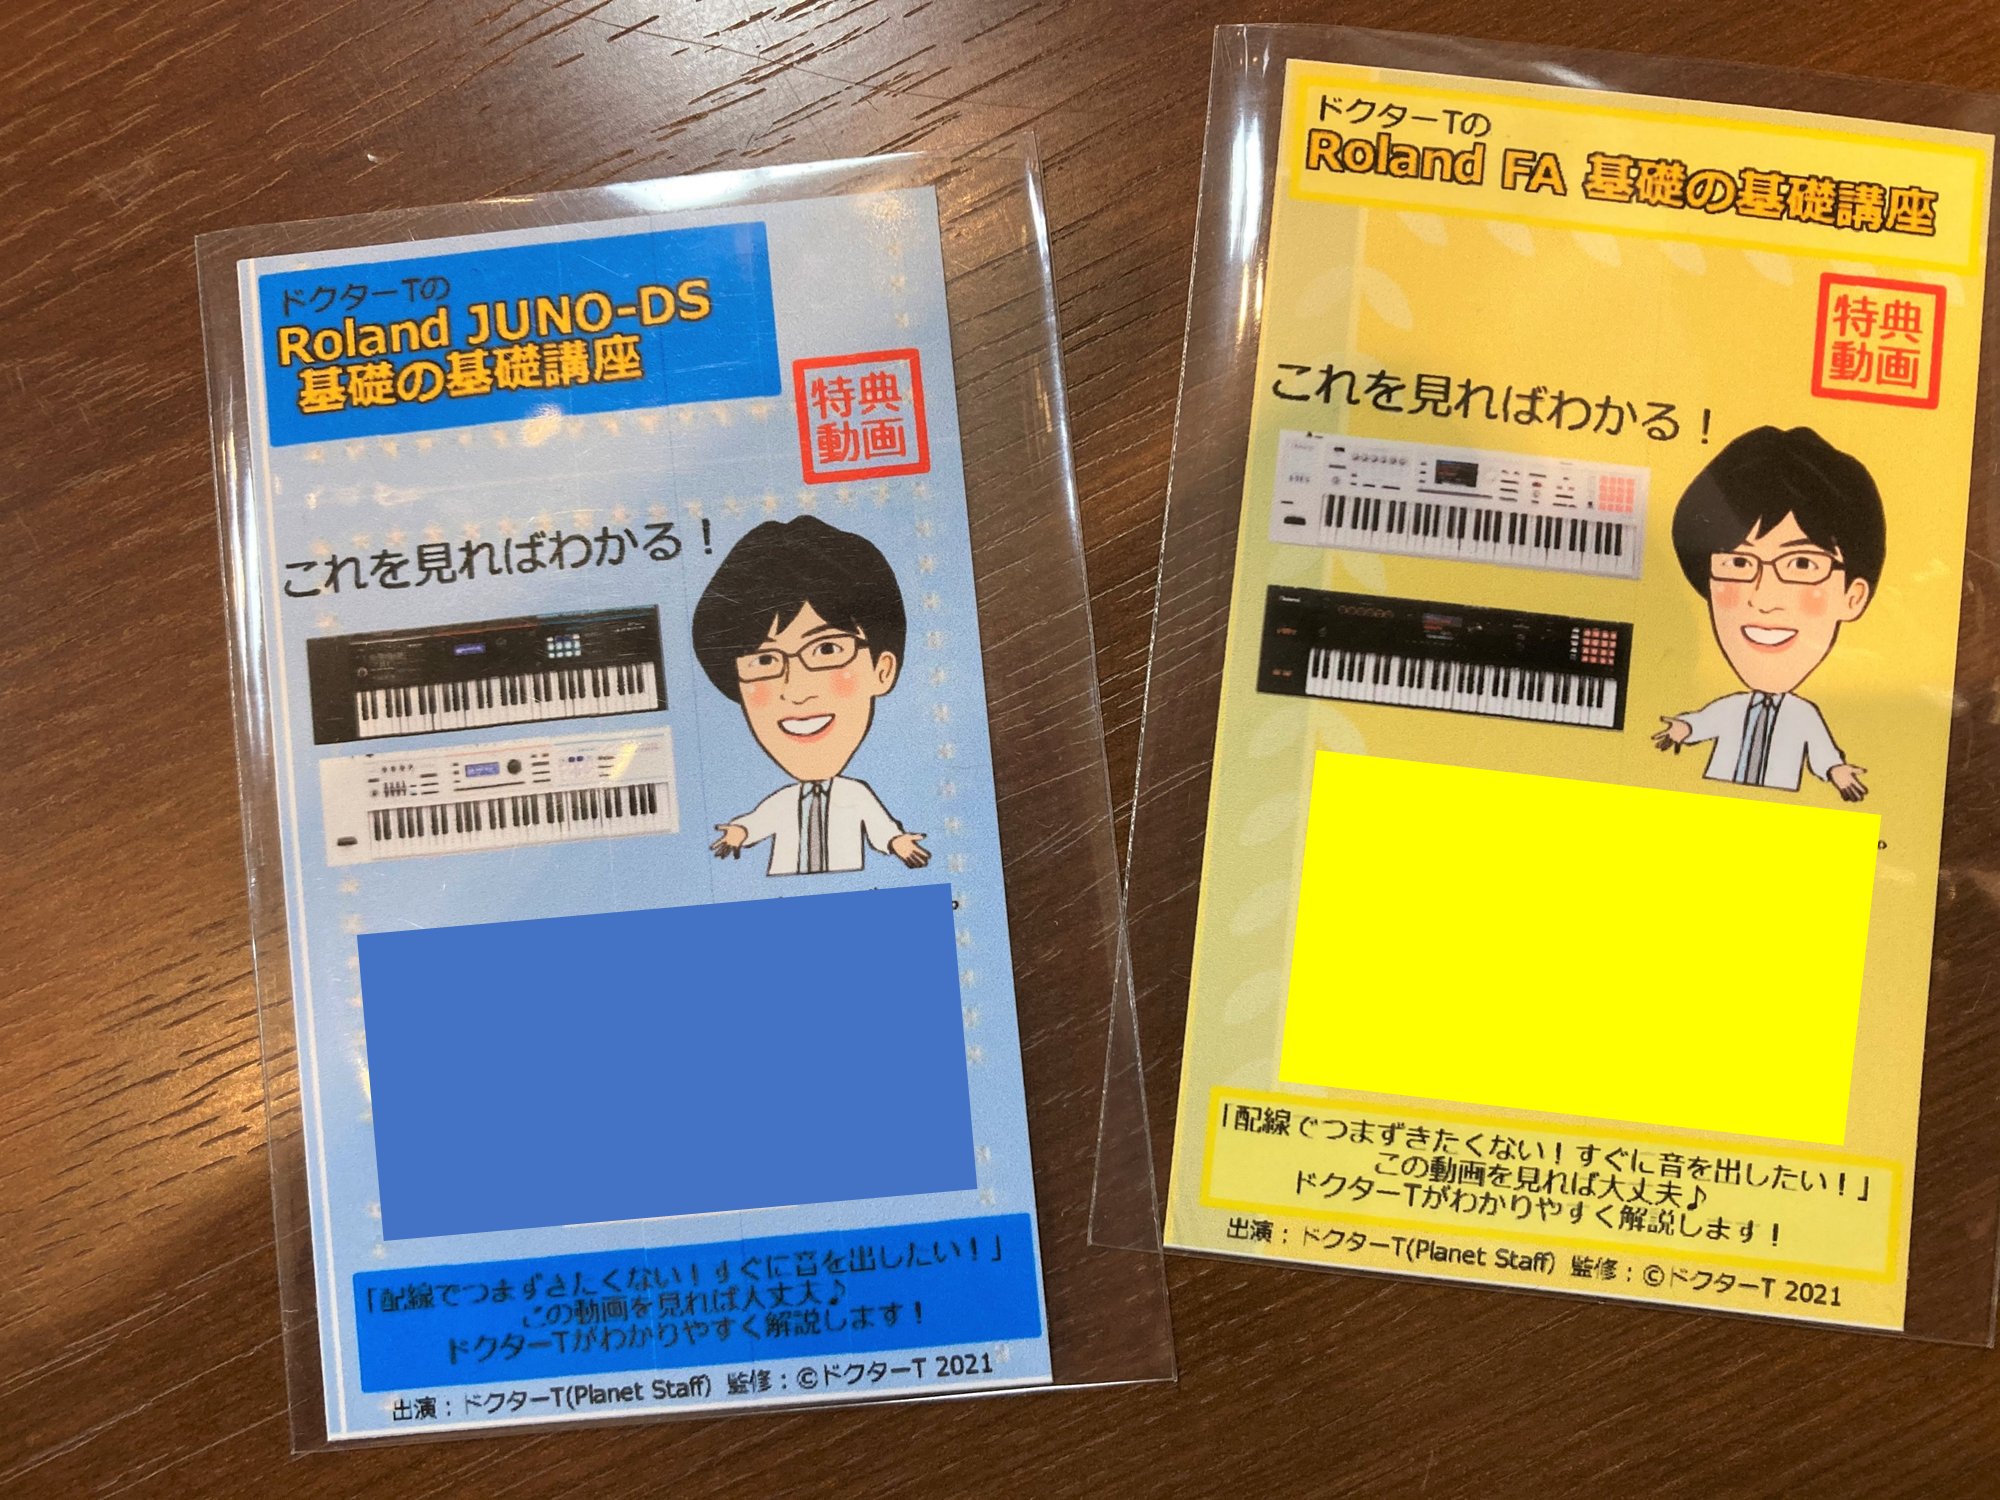 ドクターTの
Roland JUNO-DS
基礎の基礎講座
特典
動画
これを見ればわかる！
「配線でつまずきたくない！すぐに音を出したい！」
この動画を見れば大丈夫♪
ドクターTがわかりやすく解説します！
出演：ドクターT(Planet Staff) 監修：©ドクターT 2021
ドクターTの
Roland FA 基礎の基礎講座
特典
動画
これを見ればわかる！
Roland
「配線でつまずきたくない！すぐに音を出したい！」
この動画を見れば大丈夫♪
ドクターTがわかりやすく解説します！
出演：ドクターT(Planet Staff) 監修：©ドクターT 2021